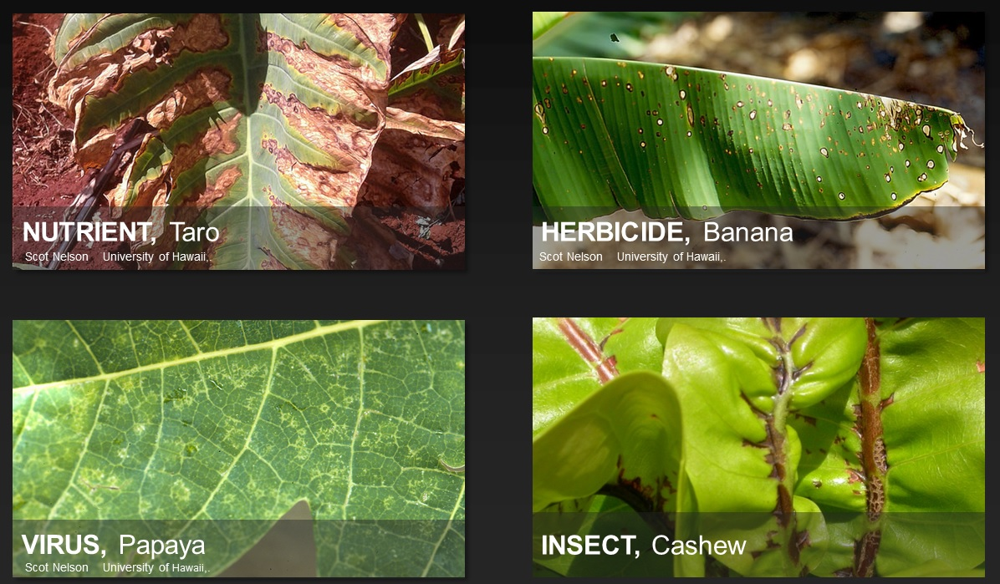 NUTRIENT, Taro
Scot Nelson University of Hawaii,.
HERBICIDE, Banana
Scot Nelson University of Hawaii,.
VIRUS, Papaya
Scot Nelson University of Hawaii,.
INSECT, Cashew